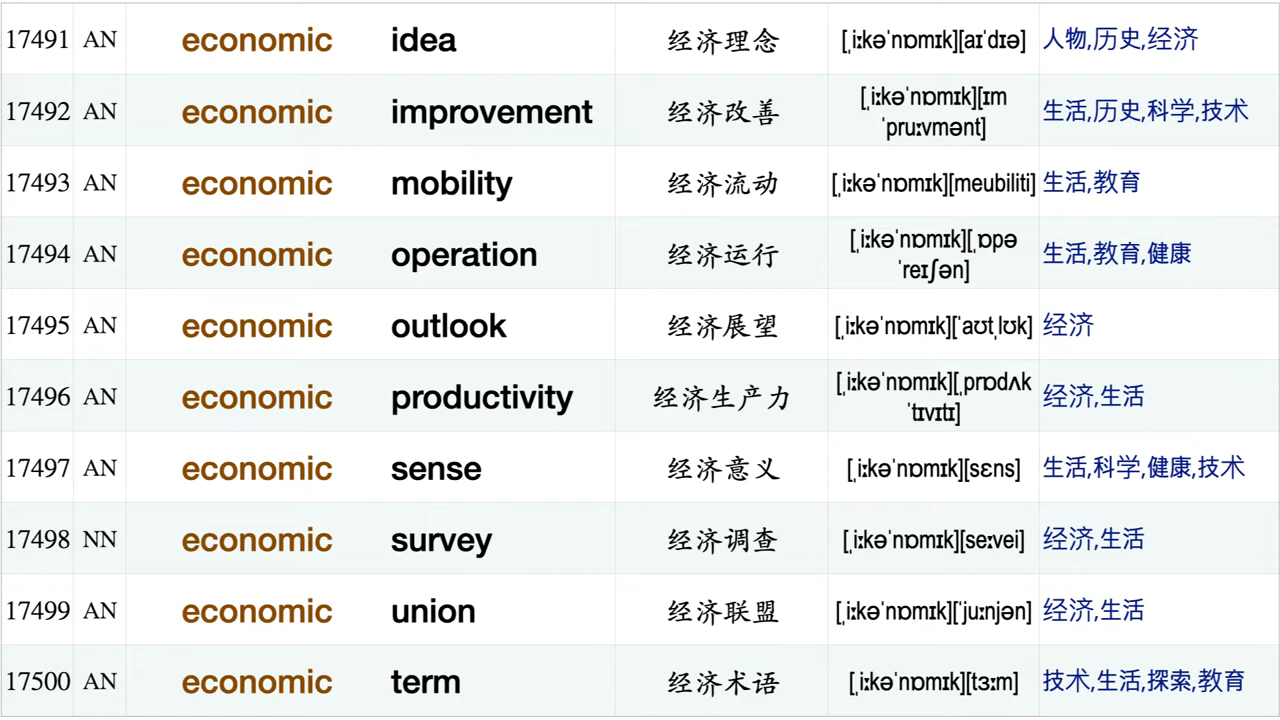 17491 AN economic idea 经济理念 [ˌiːkəˈnɒmɪk][aɪˈdɪə] 人物,历史,经济
17492 AN economic improvement 经济改善 [ˌiːkəˈnɒmɪk][ɪm
ˈpruːvmənt] 生活,历史,科学,技术
17493 AN economic mobility 经济流动 [ˌiːkəˈnɒmɪk][meubiliti] 生活,教育
17494 AN economic operation 经济运行 [ˌiːkəˈnɒmɪk][ˌɒpə
ˈreɪʃən] 生活,教育,健康
17495 AN economic outlook 经济展望 [ˌiːkəˈnɒmɪk][ˈaʊtˌlʊk] 经济
17496 AN economic productivity 经济生产力 [ˌiːkəˈnɒmɪk][ˌprɒdʌk
ˈtɪvɪtɪ] 经济,生活
17497 AN economic sense 经济意义 [ˌiːkəˈnɒmɪk][sɛns] 生活,科学,健康,技术
17498 NN economic survey 经济调查 [ˌiːkəˈnɒmɪk][seːvei] 经济,生活
17499 AN economic union 经济联盟 [ˌiːkəˈnɒmɪk][ˈjuːnjən] 经济,生活
17500 AN economic term 经济术语 [ˌiːkəˈnɒmɪk][tɜːm] 技术,生活,探索,教育